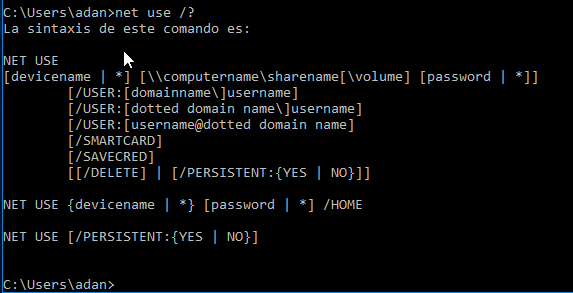 C:\Users\adan>net use /?
La sintaxis de este comando es:
NET USE
[devicename | *] [\\computername\sharename[\volume] [password | *]]
[/USER:[domainname\]username]
[/USER:[dotted domain name\]username]
[/USER:[username@dotted domain name]
[/SMARTCARD]
[/SAVECRED]
[[/DELETE] | [/PERSISTENT:{YES | NO}]]
NET USE {devicename | *} [password | *] /HOME
NET USE [/PERSISTENT:{YES | NO}]
C:\Users\adan>